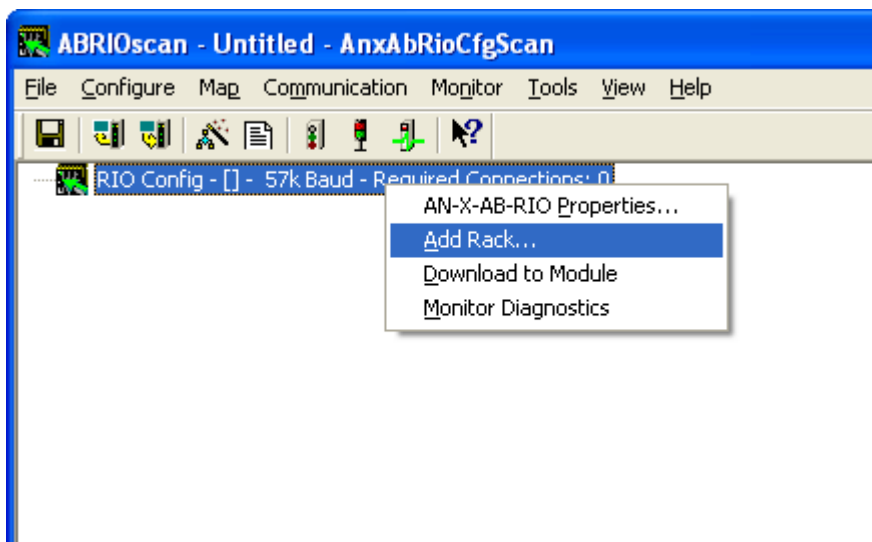 ABRIOscan - Untitled - AnxAbRioCfgScan
File Configure Map Communication Monitor Tools View Help
RIO Config - [] - 57k Baud - Required Connections: 0
AN-X-AB-RIO Properties...
Add Rack...
Download to Module
Monitor Diagnostics